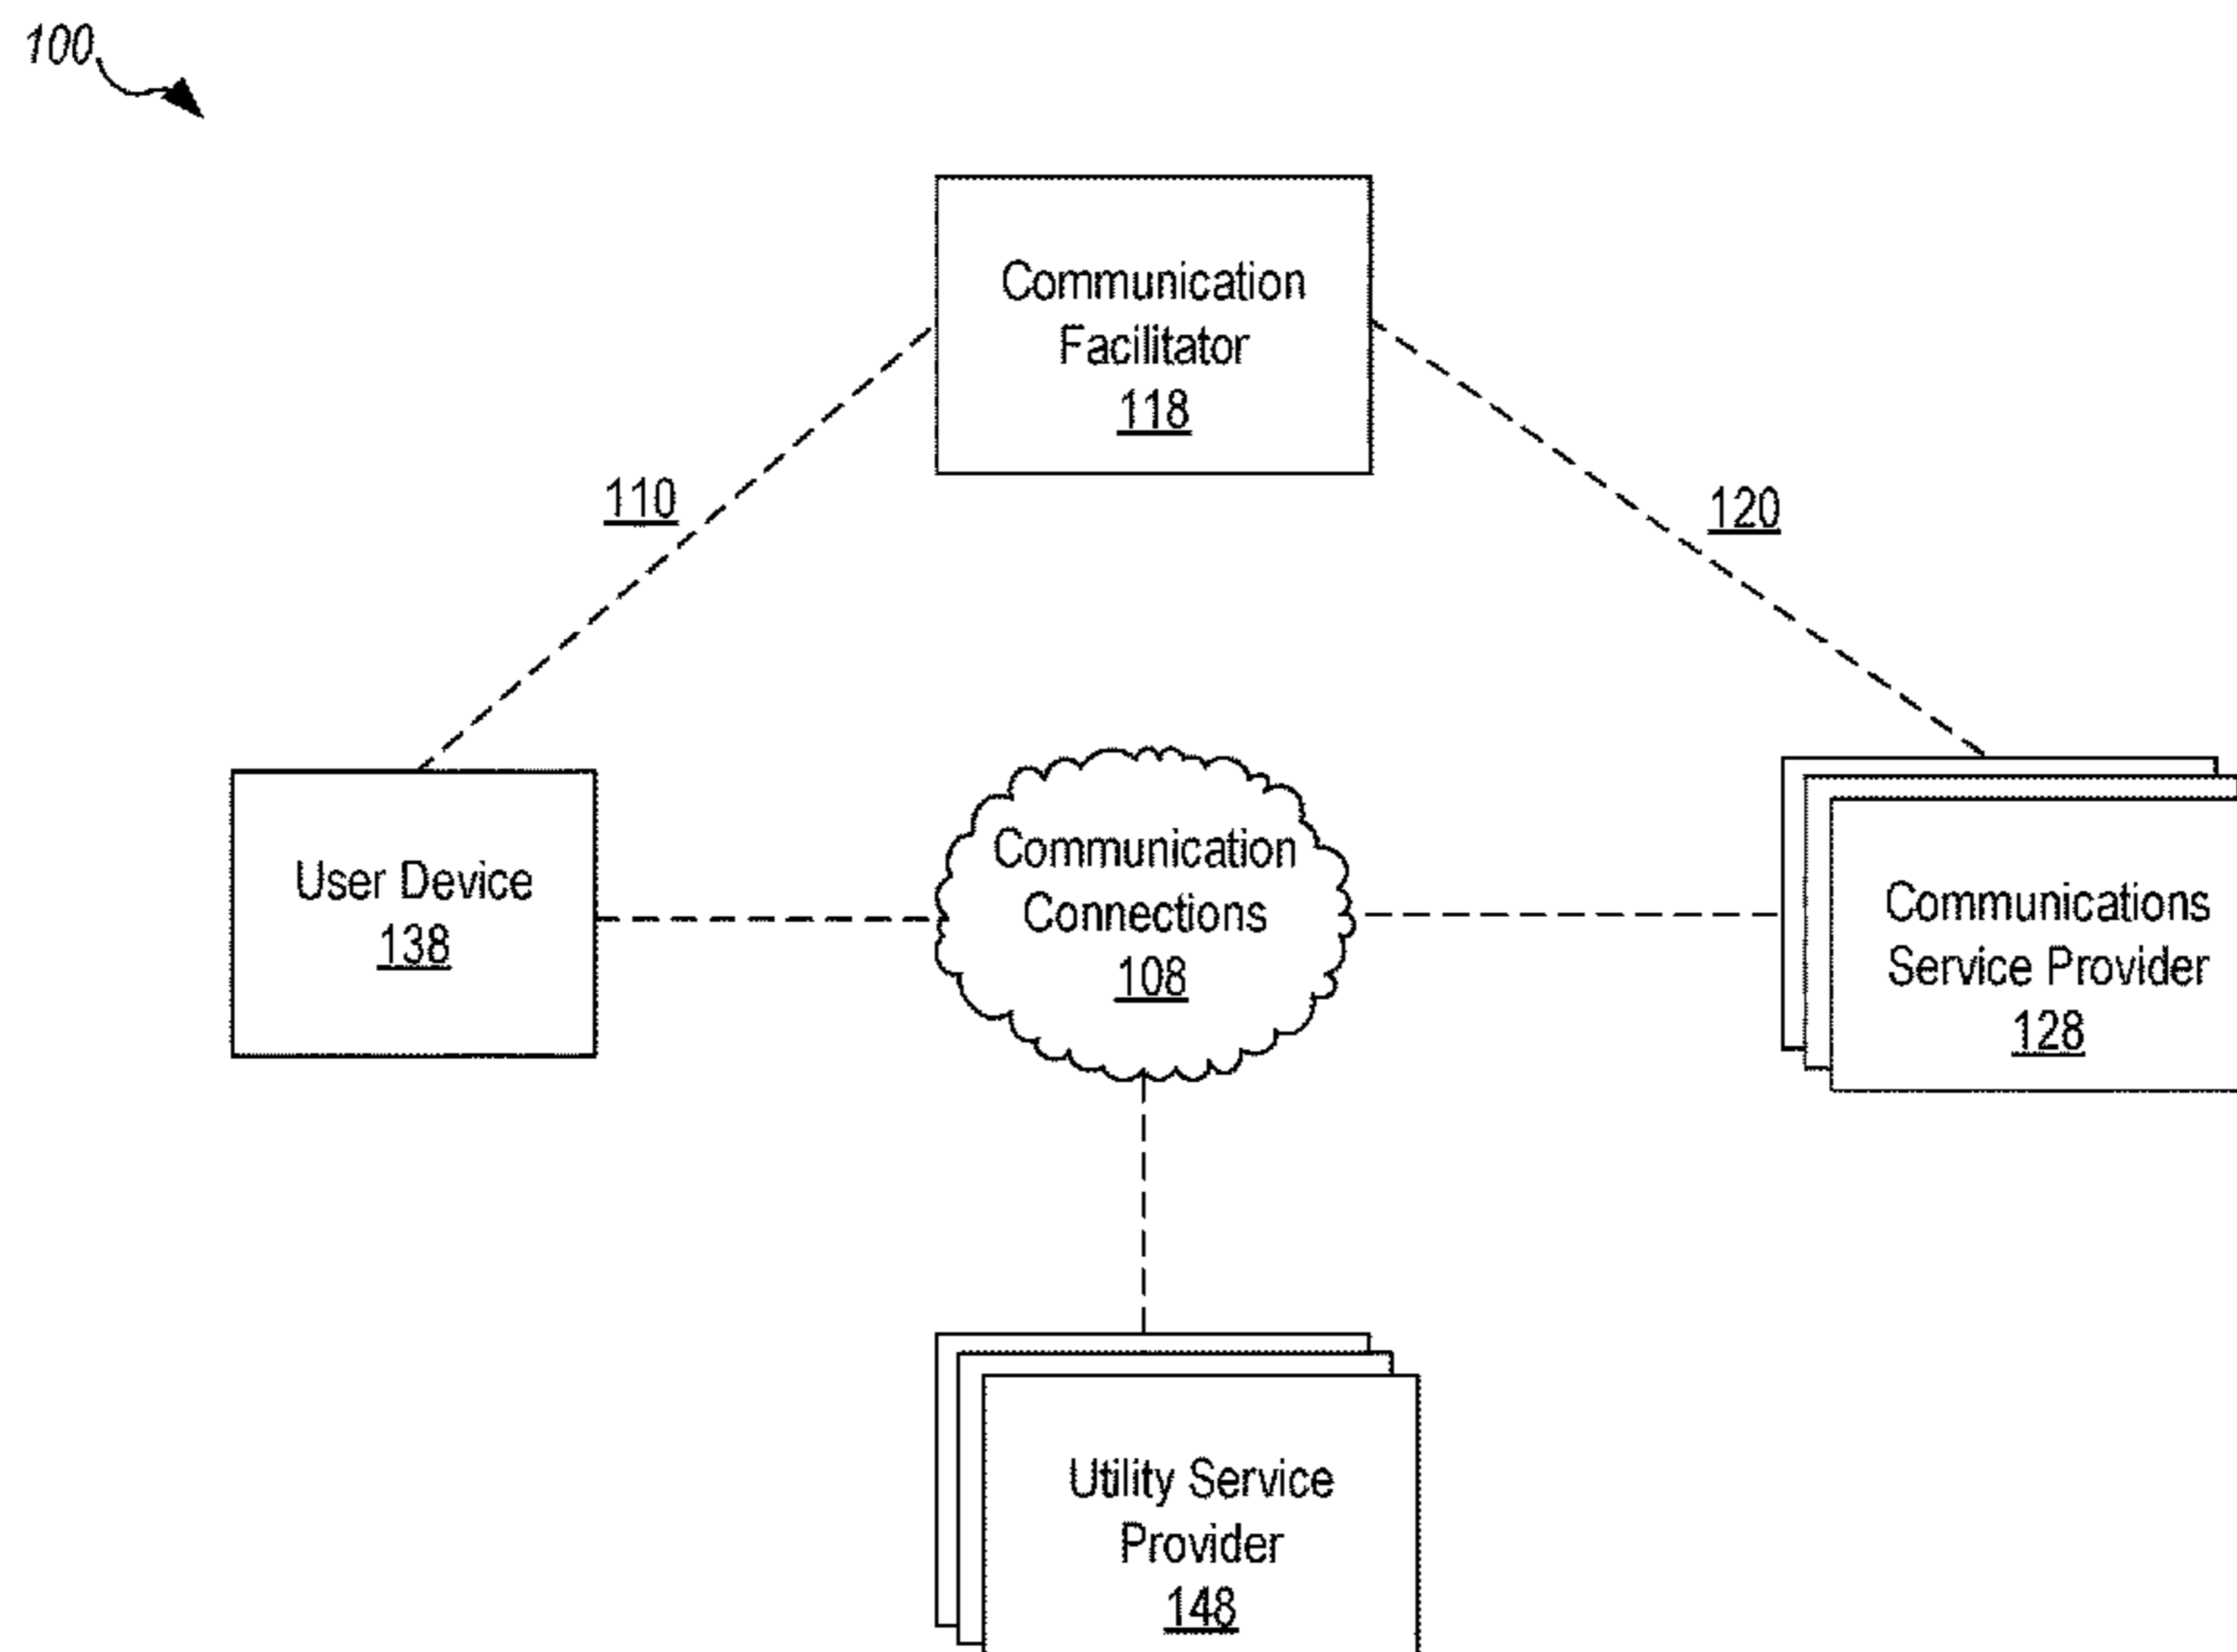 100
Communication
Facilitator
118
110
120
User Device
138
Communication
Connections
108
Communications
Service Provider
128
Utility Service
Provider
148